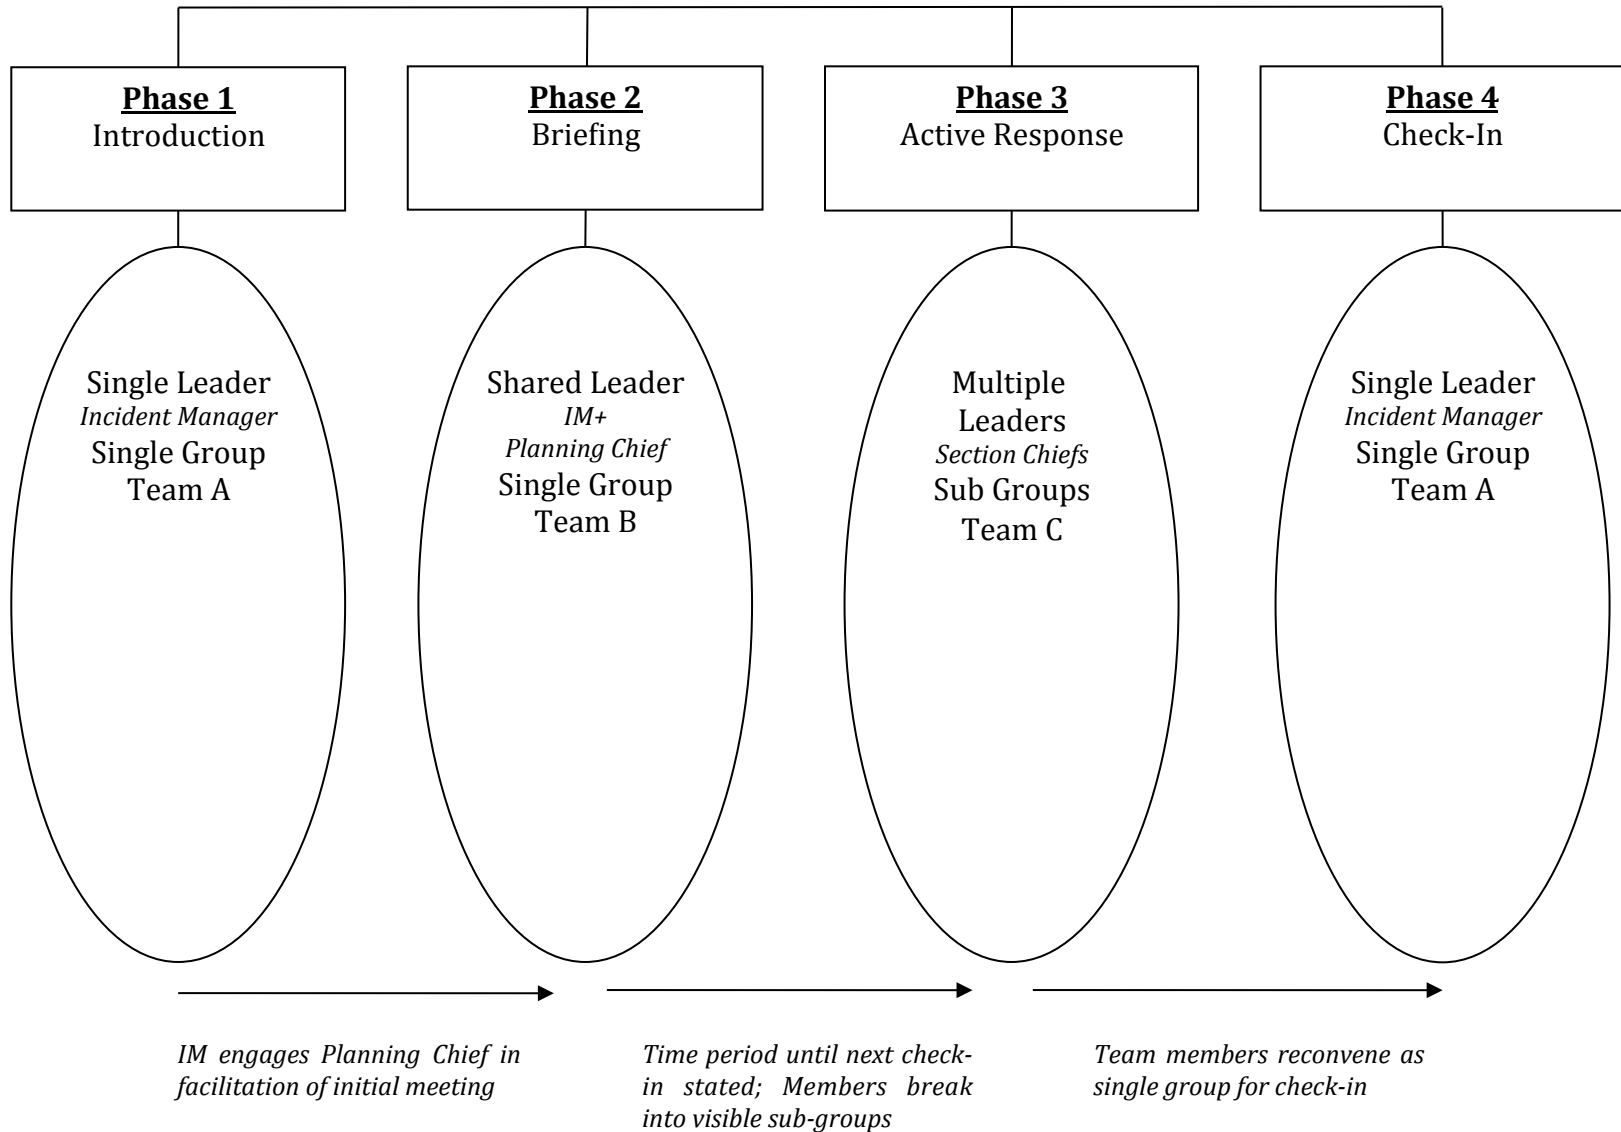 Phase 1
Introduction
Phase 2
Briefing
Phase 3
Active Response
Phase 4
Check-In
Single Leader
Incident Manager
Single Group
Team A
Shared Leader
IM+
Planning Chief
Single Group
Team B
Multiple
Leaders
Section Chiefs
Sub Groups
Team C
Single Leader
Incident Manager
Single Group
Team A
IM engages Planning Chief in
facilitation of initial meeting
Time period until next check-
in stated; Members break
into visible sub-groups
Team members reconvene as
single group for check-in